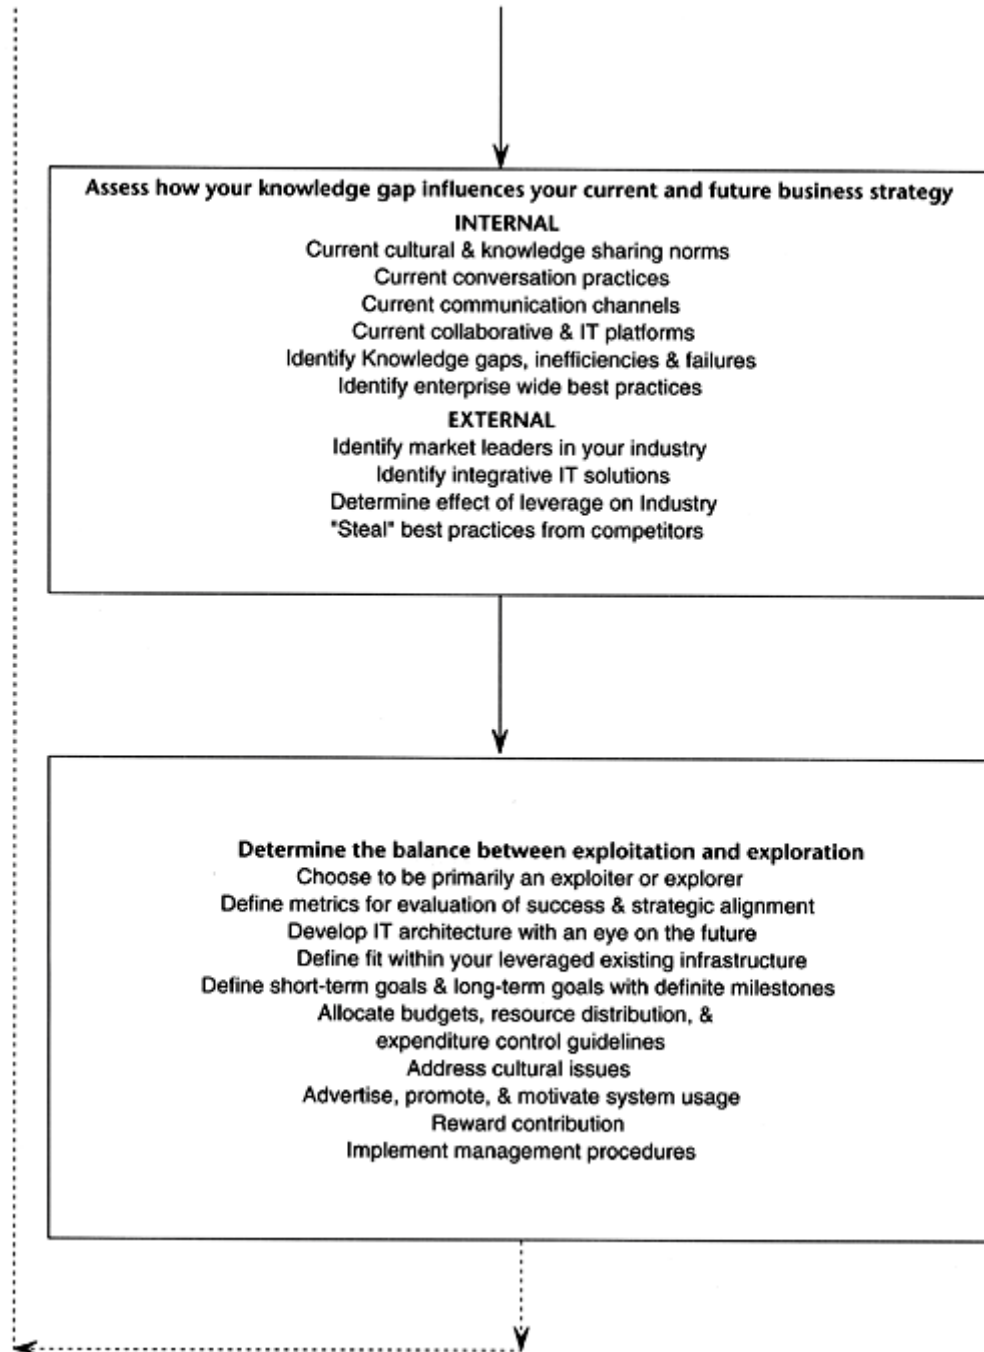 Assess how your knowledge gap influences your current and future business strategy
INTERNAL
Current cultural & knowledge sharing norms
Current conversation practices
Current communication channels
Current collaborative & IT platforms
Identify Knowledge gaps, inefficiencies & failures
Identify enterprise wide best practices
EXTERNAL
Identify market leaders in your industry
Identify integrative IT solutions
Determine effect of leverage on Industry
"Steal" best practices from competitors
Determine the balance between exploitation and exploration
Choose to be primarily an exploiter or explorer
Define metrics for evaluation of success & strategic alignment
Develop IT architecture with an eye on the future
Define fit within your leveraged existing infrastructure
Define short-term goals & long-term goals with definite milestones
Allocate budgets, resource distribution, &
expenditure control guidelines
Address cultural issues
Advertise, promote, & motivate system usage
Reward contribution
Implement management procedures